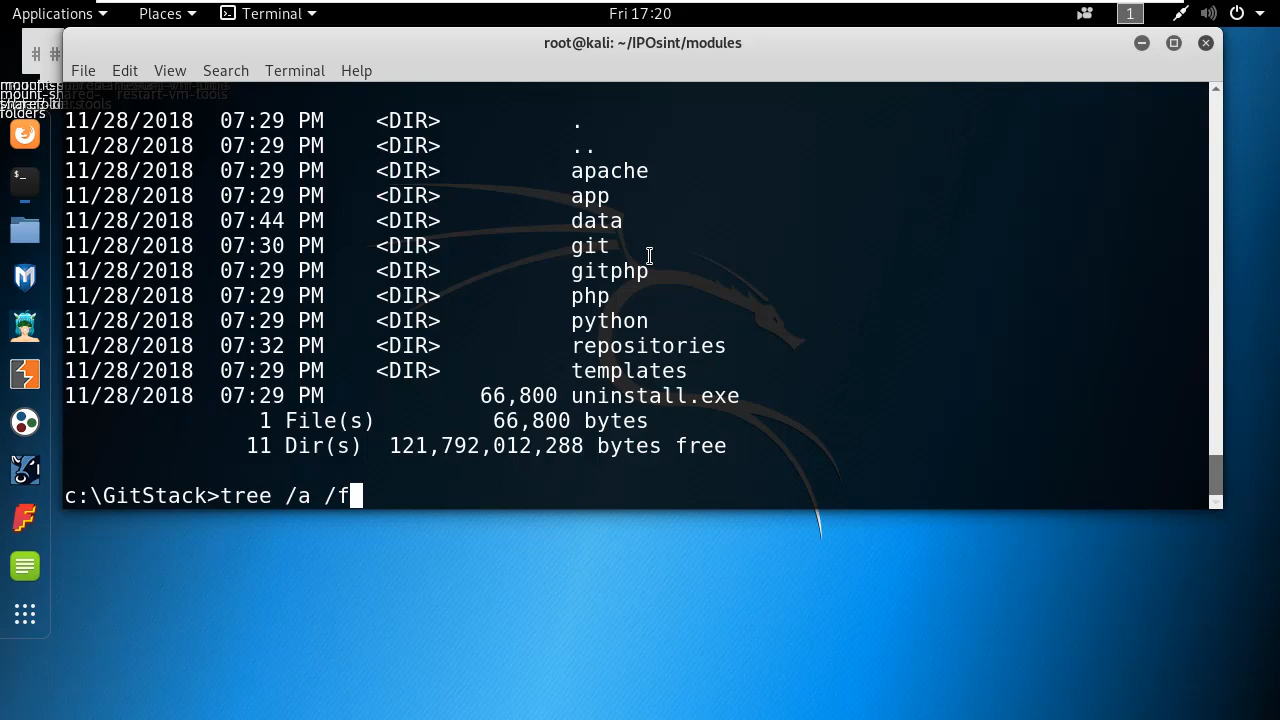 Applications Places Terminal Fri 17:20 1
root@kali: ~/IPOsint/modules
File Edit View Search Terminal Help
restart-vm-tools
folders
11/28/2018  07:29 PM    <DIR>          .
11/28/2018  07:29 PM    <DIR>          ..
11/28/2018  07:29 PM    <DIR>          apache
11/28/2018  07:29 PM    <DIR>          app
11/28/2018  07:44 PM    <DIR>          data
11/28/2018  07:30 PM    <DIR>          git
11/28/2018  07:29 PM    <DIR>          gitphp
11/28/2018  07:29 PM    <DIR>          php
11/28/2018  07:29 PM    <DIR>          python
11/28/2018  07:32 PM    <DIR>          repositories
11/28/2018  07:29 PM    <DIR>          templates
11/28/2018  07:29 PM            66,800 uninstall.exe
               1 File(s)         66,800 bytes
              11 Dir(s)  121,792,012,288 bytes free
c:\GitStack>tree /a /f